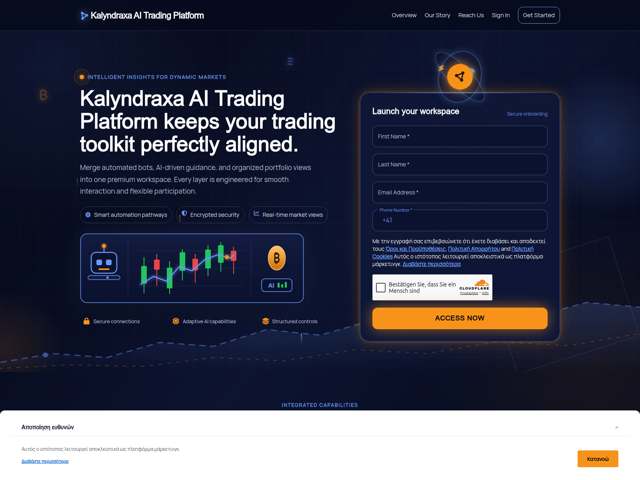 Kalyndraxa AI Trading Platform
Overview Our Story Reach Us Sign In Get Started
INTELLIGENT INSIGHTS FOR DYNAMIC MARKETS
Kalyndraxa AI Trading
Platform keeps your trading
toolkit perfectly aligned.
Merge automated bots, AI-driven guidance, and organized portfolio views
into one premium workspace. Every layer is engineered for smooth
interaction and flexible participation.
Smart automation pathways Encrypted security Real-time market views
AI
Secure connections Adaptive AI capabilities Structured controls
Launch your workspace Secure onboarding
First Name *
Last Name *
Email Address *
Phone Number *
+47
Με την εγγραφή σας επιβεβαιώνετε ότι έχετε διαβάσει και αποδεχτεί
τους Όροι και Προϋποθέσεις, Πολιτική Απορρήτου and Πολιτική
Cookies Αυτός ο ιστότοπος λειτουργεί αποκλειστικά ως πλατφόρμα
μάρκετινγκ. Διαβάστε περισσότερα
Bestätigen Sie, dass Sie ein
Mensch sind
CLOUDFLARE
ACCESS NOW
INTEGRATED CAPABILITIES
Αποποίηση ευθυνών
×
Αυτός ο ιστότοπος λειτουργεί αποκλειστικά ως πλατφόρμα μάρκετινγκ.
Διαβάστε περισσότερα
Κατανοώ